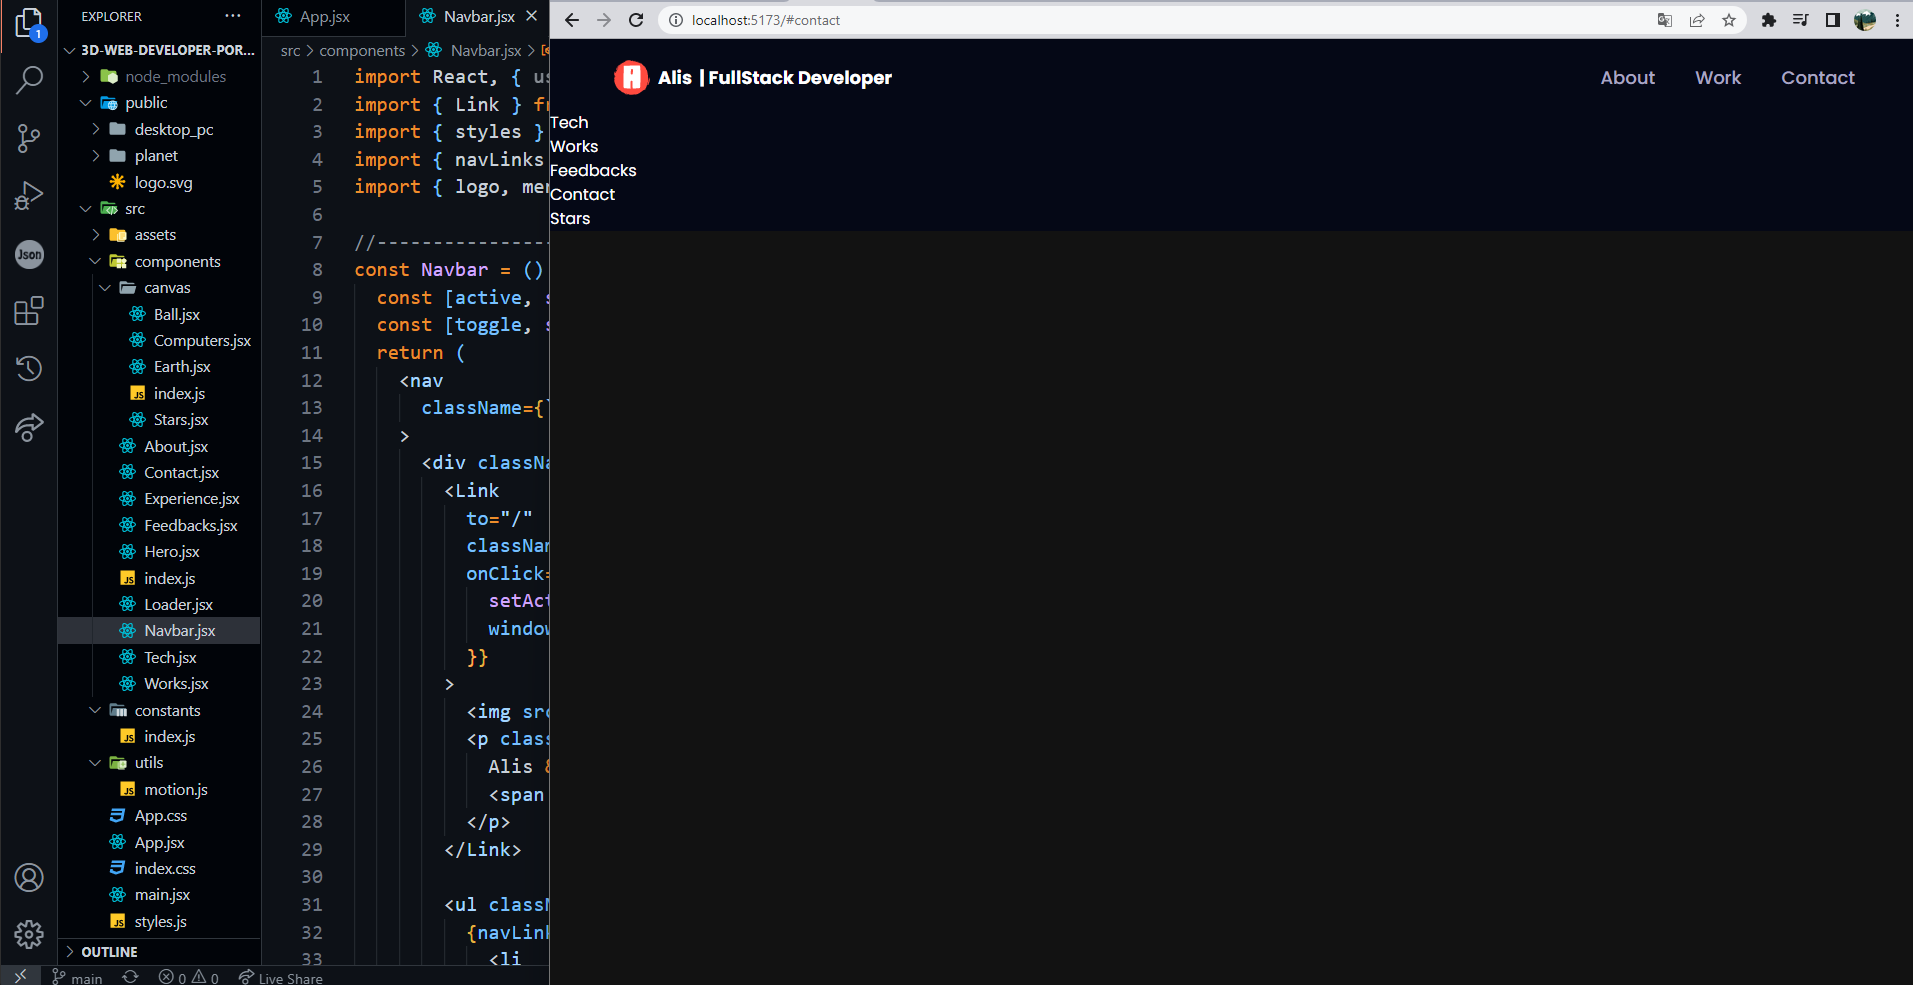 EXPLORER
3D-WEB-DEVELOPER-POR...
node_modules
public
desktop_pc
planet
logo.svg
src
assets
components
canvas
Ball.jsx
Computers.jsx
Earth.jsx
index.js
Stars.jsx
About.jsx
Contact.jsx
Experience.jsx
Feedbacks.jsx
Hero.jsx
index.js
Loader.jsx
Navbar.jsx
Tech.jsx
Works.jsx
constants
index.js
utils
motion.js
App.css
App.jsx
index.css
main.jsx
styles.js
OUTLINE
main
0 0
Live Share
1
Json
App.jsx Navbar.jsx
src > components > Navbar.jsx >
1 import React, { us
2 import { Link } fr
3 import { styles }
4 import { navLinks
5 import { logo, me
6
7 //----------------
8 const Navbar = ()
9 const [active, s
10 const [toggle, s
11 return (
12 <nav
13 className={`
14 >
15 <div classNa
16 <Link
17 to="/"
18 classNa
19 onClick=
20 setAct
21 window
22 }}
23 >
24 <img src
25 <p class
26 Alis &
27 <span
28 </p>
29 </Link>
30
31 <ul classN
32 {navLin
33 <li
localhost:5173/#contact
Alis | FullStack Developer
About Work Contact
Tech
Works
Feedbacks
Contact
Stars